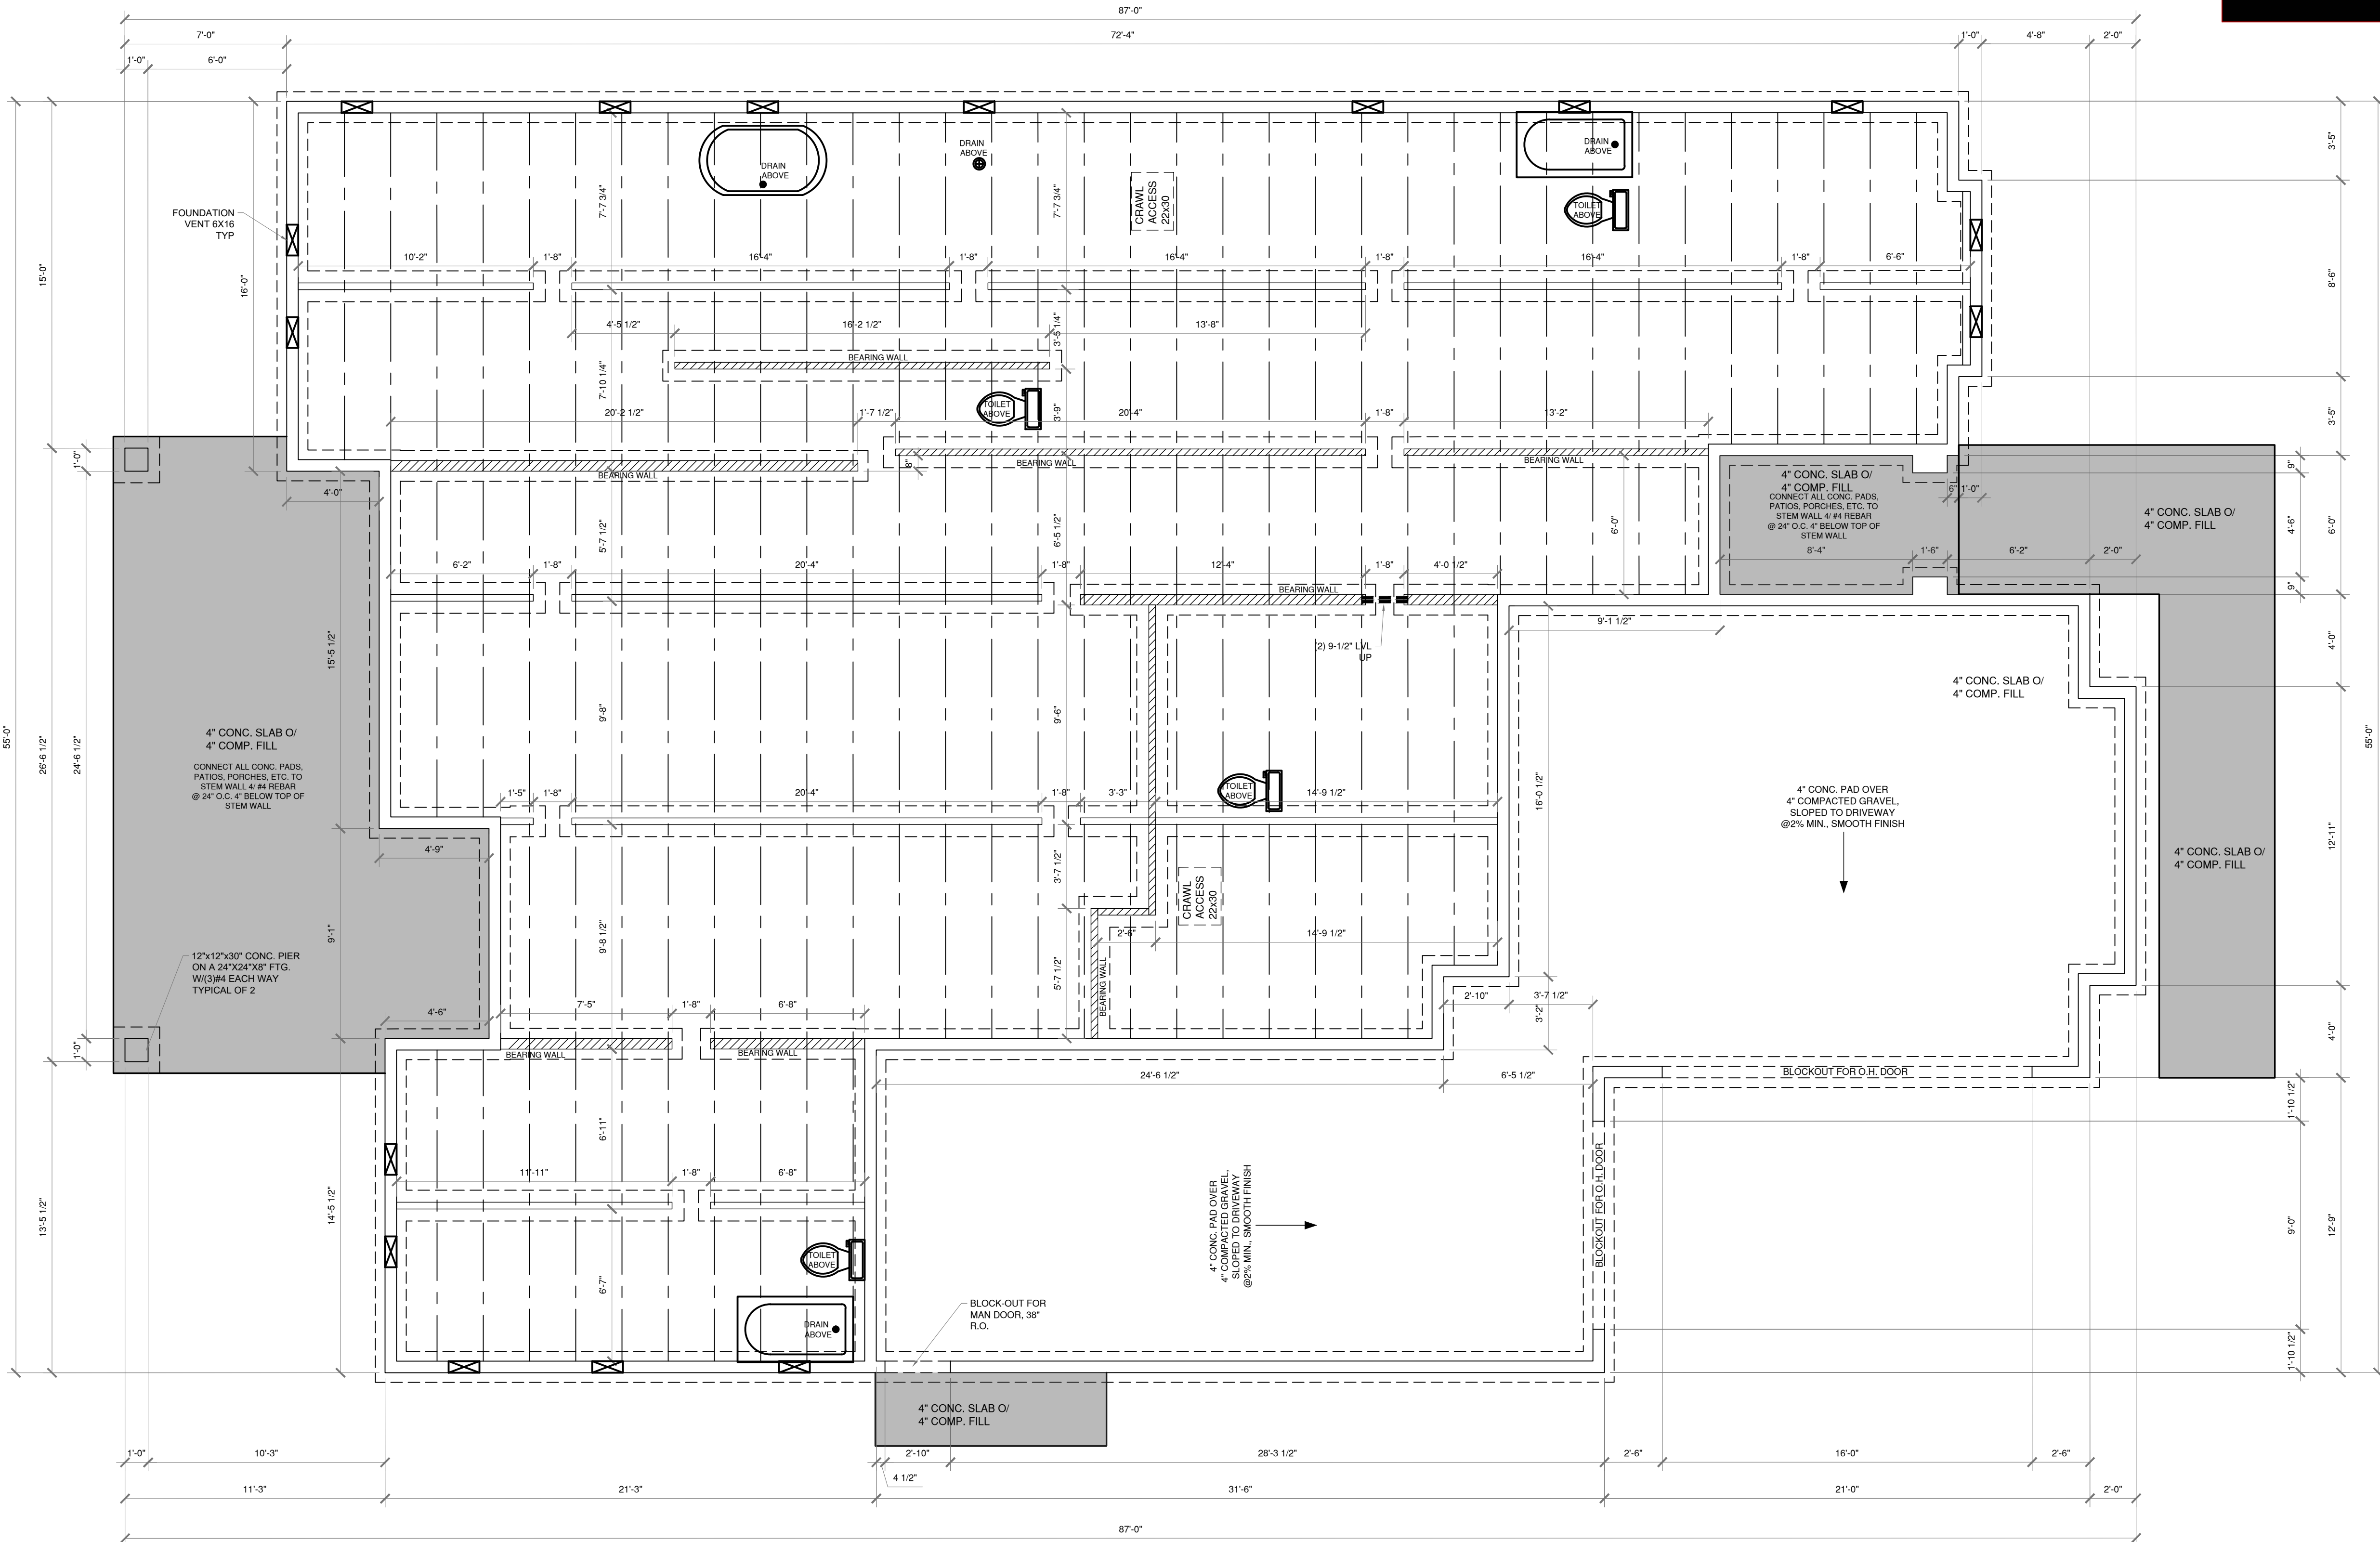 87'-0"
7'-0"
72'-4"
1'-0"
4'-8"
2'-0"
1'-0"
6'-0"
FOUNDATION
VENT 6X16
TYP
DRAIN
ABOVE
DRAIN
ABOVE
CRAWL
ACCESS
22x30
DRAIN
ABOVE
TOILET
ABOVE
7'-7 3/4"
7'-7 3/4"
3'-5"
15'-0"
16'-0"
8'-6"
10'-2"
1'-8"
16'-4"
1'-8"
16'-4"
1'-8"
16'-4"
1'-8"
6'-6"
4'-5 1/2"
16'-2 1/2"
3'-5 1/4"
13'-8"
BEARING WALL
7'-10 1/4"
TOILET
ABOVE
3'-9"
3'-5"
20'-2 1/2"
1'-7 1/2"
20'-4"
1'-8"
13'-2"
1'-0"
BEARING WALL
8"
BEARING WALL
BEARING WALL
9"
4'-0"
4" CONC. SLAB O/
4" COMP. FILL
CONNECT ALL CONC. PADS,
PATIOS, PORCHES, ETC. TO
STEM WALL 4/ #4 REBAR
@ 24" O.C. 4" BELOW TOP OF
STEM WALL
6"
1'-0"
4" CONC. SLAB O/
4" COMP. FILL
4'-6"
6'-0"
5'-7 1/2"
6'-5 1/2"
6'-0"
8'-4"
1'-6"
6'-2"
2'-0"
9"
6'-2"
1'-8"
20'-4"
1'-8"
12'-4"
1'-8"
4'-0 1/2"
BEARING WALL
(2) 9-1/2" LVL
UP
9'-1 1/2"
4'-0"
15'-5 1/2"
4" CONC. SLAB O/
4" COMP. FILL
9'-8"
9'-6"
55'-0"
26'-6 1/2"
24'-6 1/2"
55'-0"
4" CONC. SLAB O/
4" COMP. FILL
CONNECT ALL CONC. PADS,
PATIOS, PORCHES, ETC. TO
STEM WALL 4/ #4 REBAR
@ 24" O.C. 4" BELOW TOP OF
STEM WALL
TOILET
ABOVE
16'-0 1/2"
4" CONC. PAD OVER
4" COMPACTED GRAVEL,
SLOPED TO DRIVEWAY
@2% MIN., SMOOTH FINISH
12'-11"
1'-5"
1'-8"
20'-4"
1'-8"
3'-3"
14'-9 1/2"
4'-9"
3'-7 1/2"
4" CONC. SLAB O/
4" COMP. FILL
CRAWL
ACCESS
22x30
9'-1"
9'-8 1/2"
2'-6"
14'-9 1/2"
12"x12"x30" CONC. PIER
ON A 24"X24"X8" FTG.
W/(3)#4 EACH WAY
TYPICAL OF 2
5'-7 1/2"
BEARING WALL
2'-10"
3'-7 1/2"
3'-2"
4'-6"
7'-5"
1'-8"
6'-8"
4'-0"
1'-0"
BEARING WALL
BEARING WALL
24'-6 1/2"
6'-5 1/2"
BLOCKOUT FOR O.H. DOOR
1'-10 1/2"
6'-11"
11'-11"
1'-8"
6'-8"
13'-5 1/2"
14'-5 1/2"
4" CONC. PAD OVER
4" COMPACTED GRAVEL,
SLOPED TO DRIVEWAY
@2% MIN., SMOOTH FINISH
BLOCKOUT FOR O.H. DOOR
9'-0"
12'-9"
TOILET
ABOVE
6'-7"
DRAIN
ABOVE
BLOCK-OUT FOR
MAN DOOR, 38"
R.O.
1'-10 1/2"
4" CONC. SLAB O/
4" COMP. FILL
1'-0"
10'-3"
2'-10"
28'-3 1/2"
2'-6"
16'-0"
2'-6"
4 1/2"
11'-3"
21'-3"
31'-6"
21'-0"
2'-0"
87'-0"